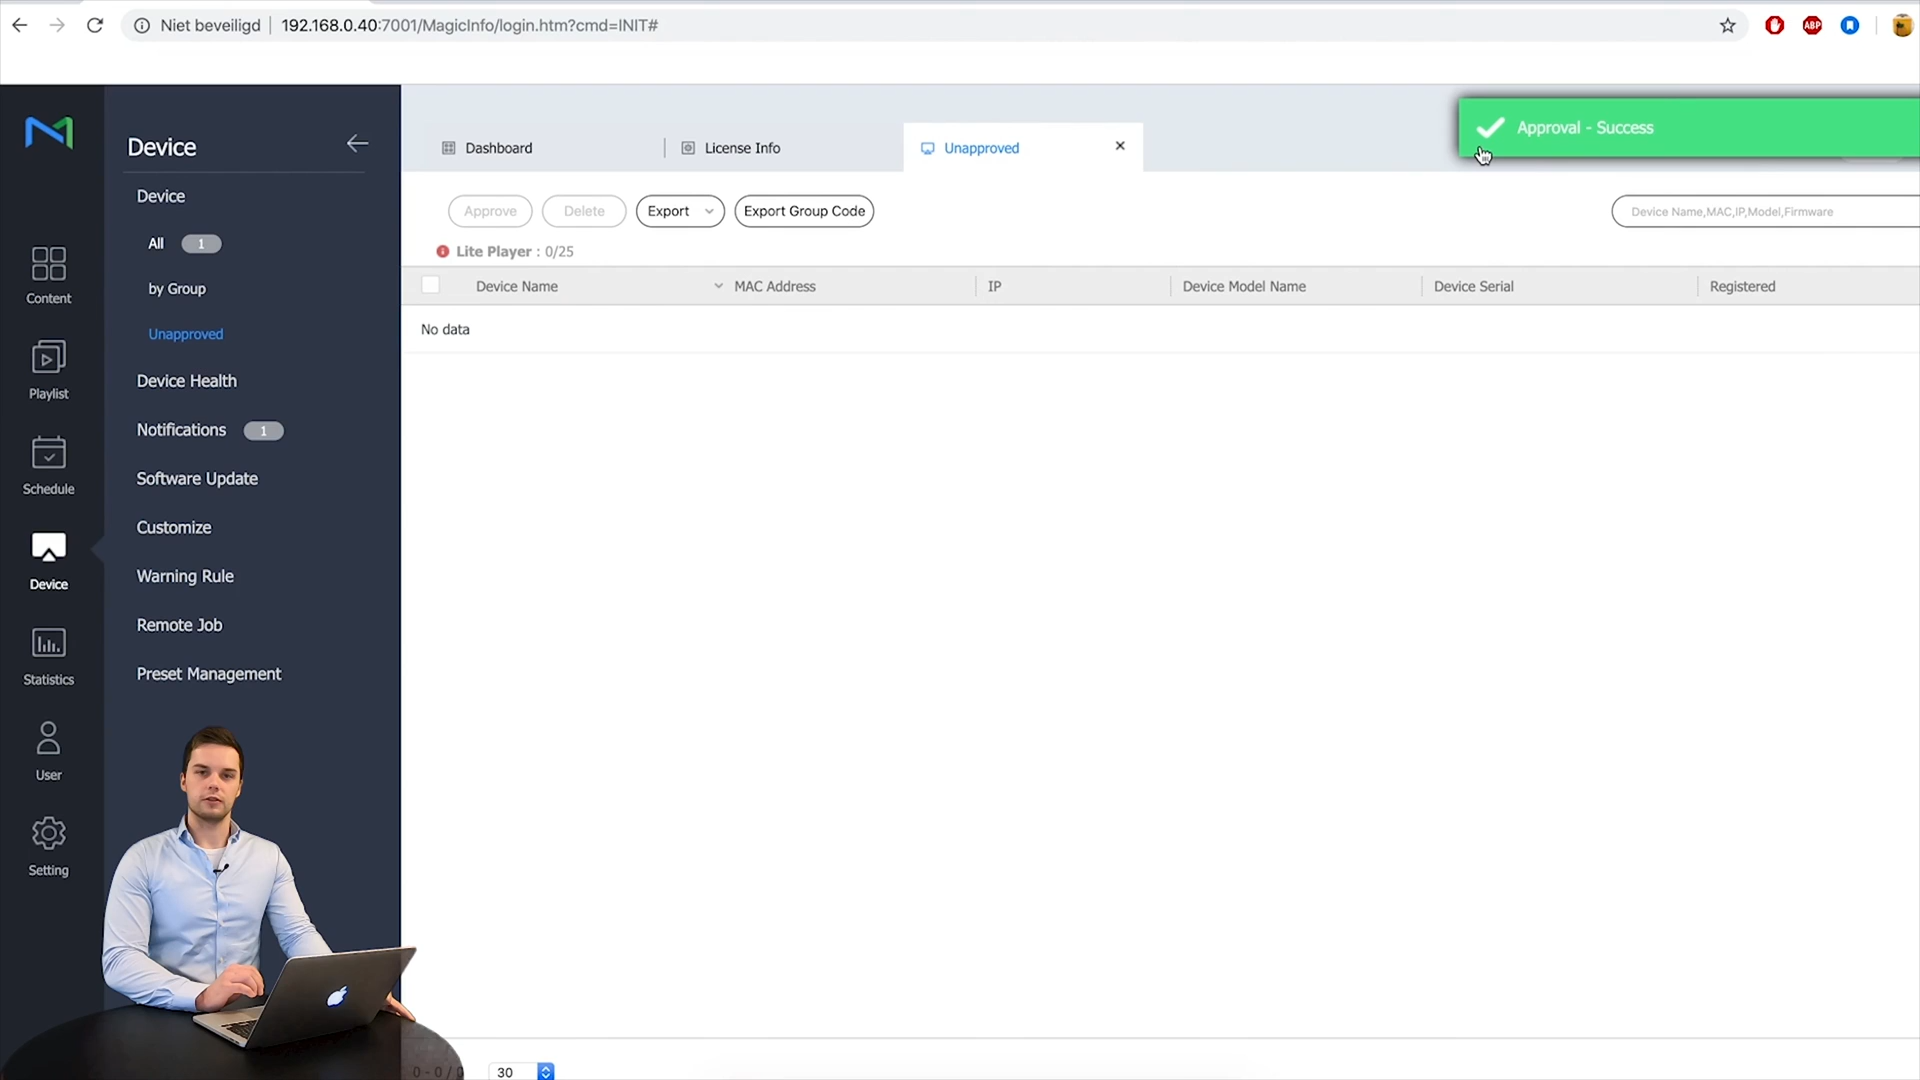 Niet beveiligd
192.168.0.40:7001/MagicInfo/login.htm?cmd=INIT#
ABP
Device
Dashboard
License Info
Unapproved
Approval - Success
Device
All 1
by Group
Unapproved
Device Health
Notifications 1
Software Update
Customize
Warning Rule
Remote Job
Preset Management
Content
Playlist
Schedule
Device
Statistics
User
Setting
Approve
Delete
Export
Export Group Code
Device Name,MAC,IP,Model,Firmware
Lite Player : 0/25
Device Name
MAC Address
IP
Device Model Name
Device Serial
Registered
No data
30